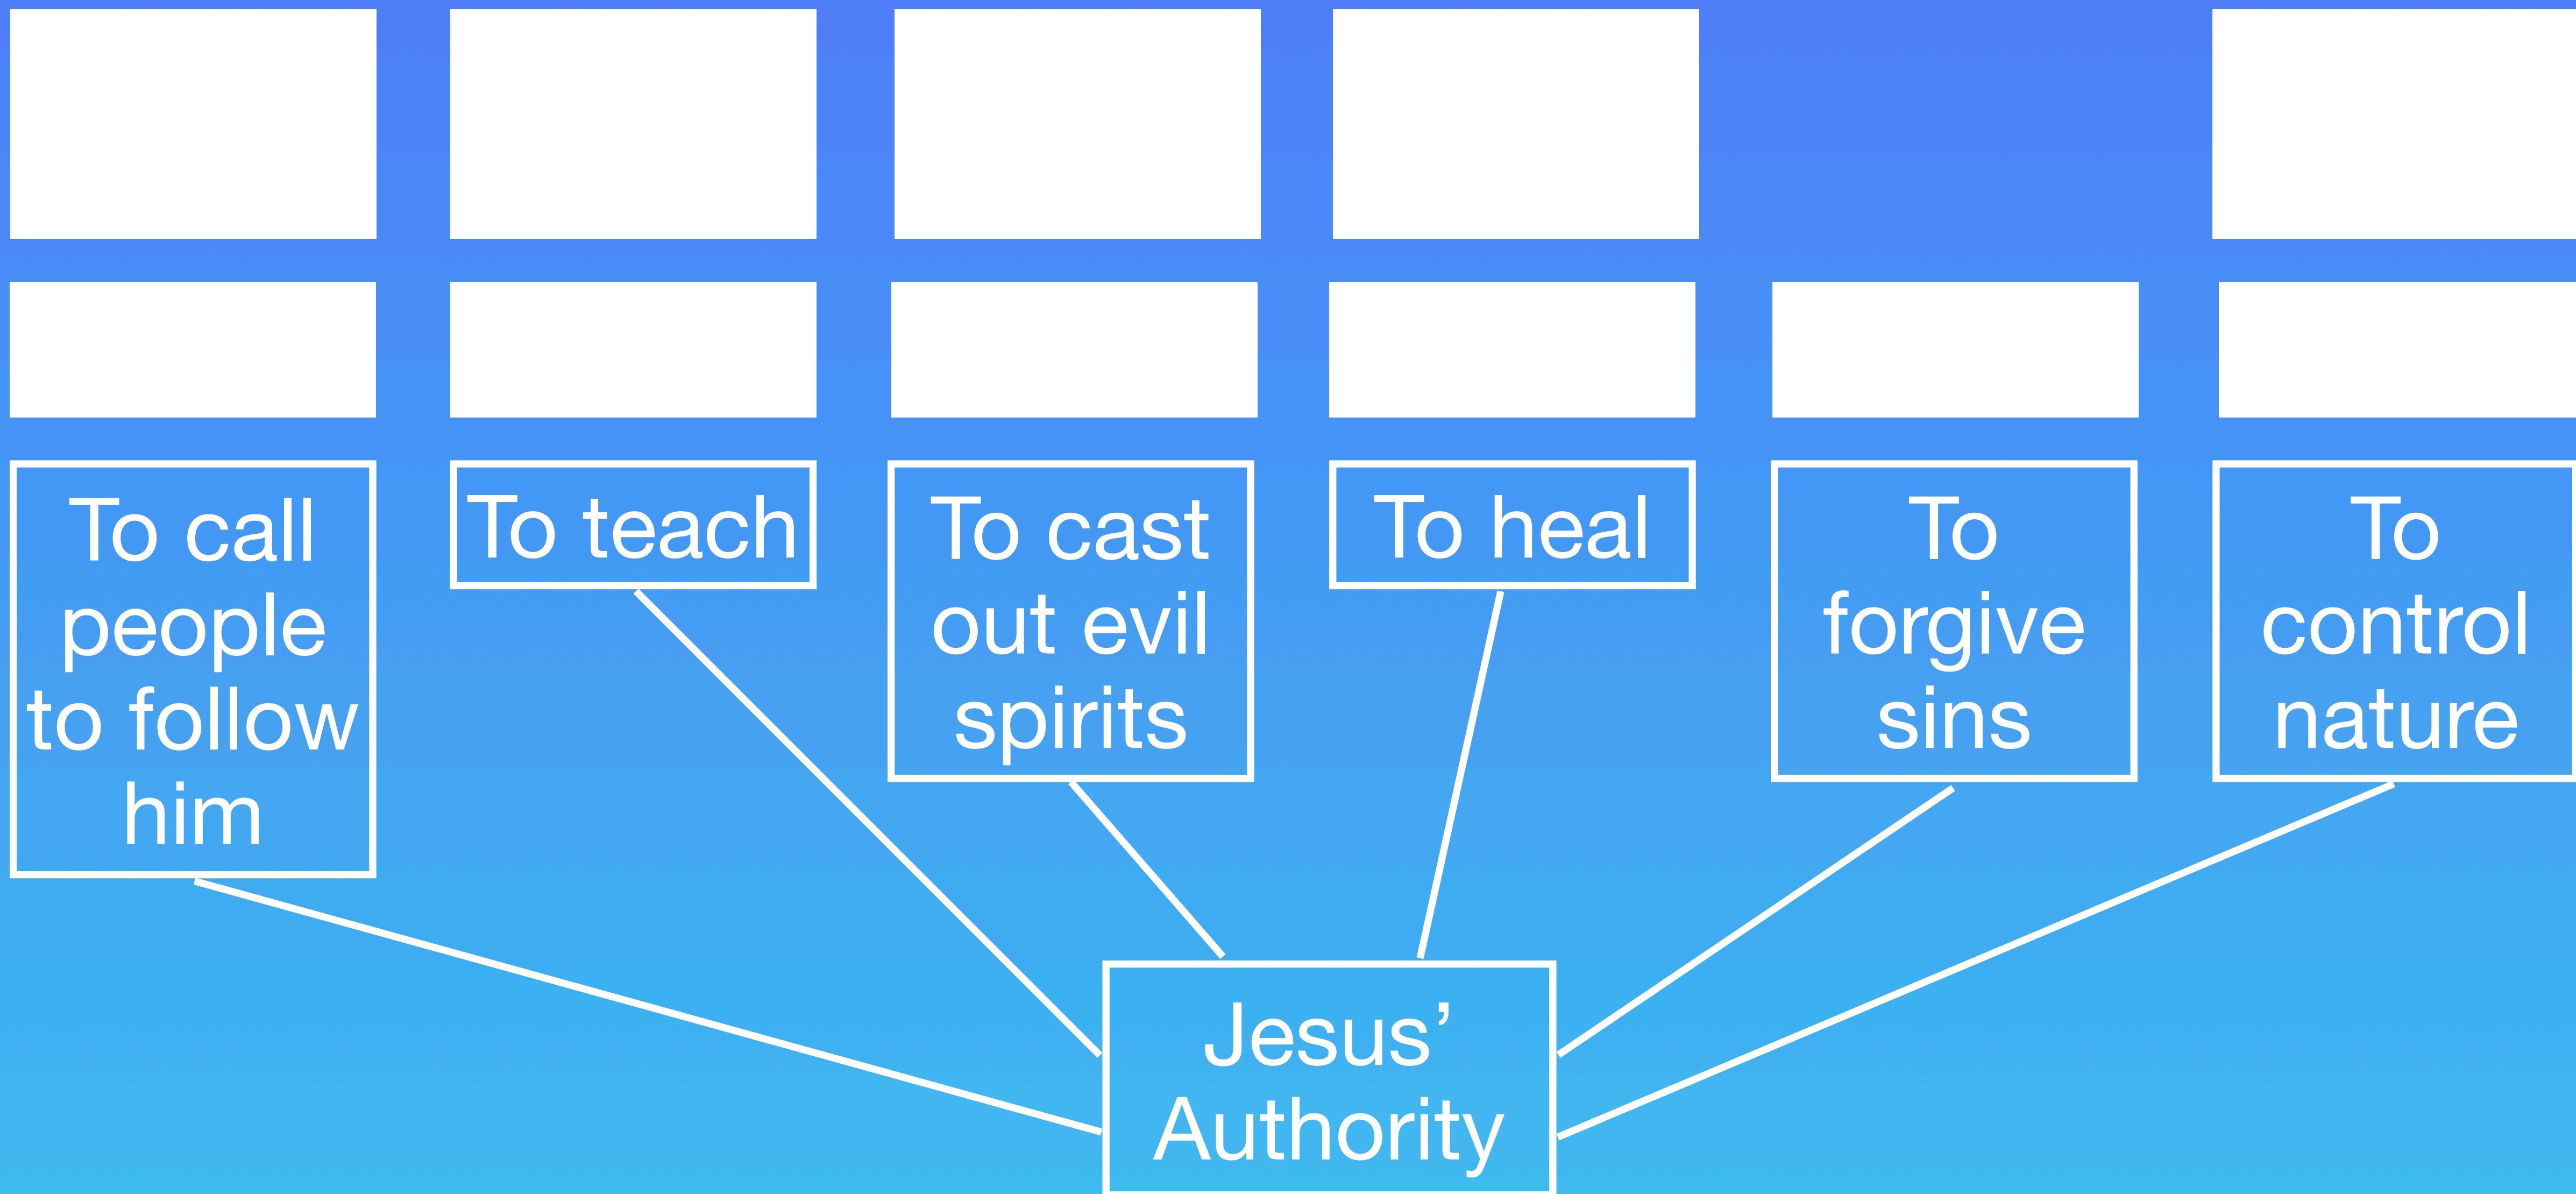 To call
people
to follow
him
To teach
To cast
out evil
spirits
To heal
To
forgive
sins
To
control
nature
Jesus’
Authority